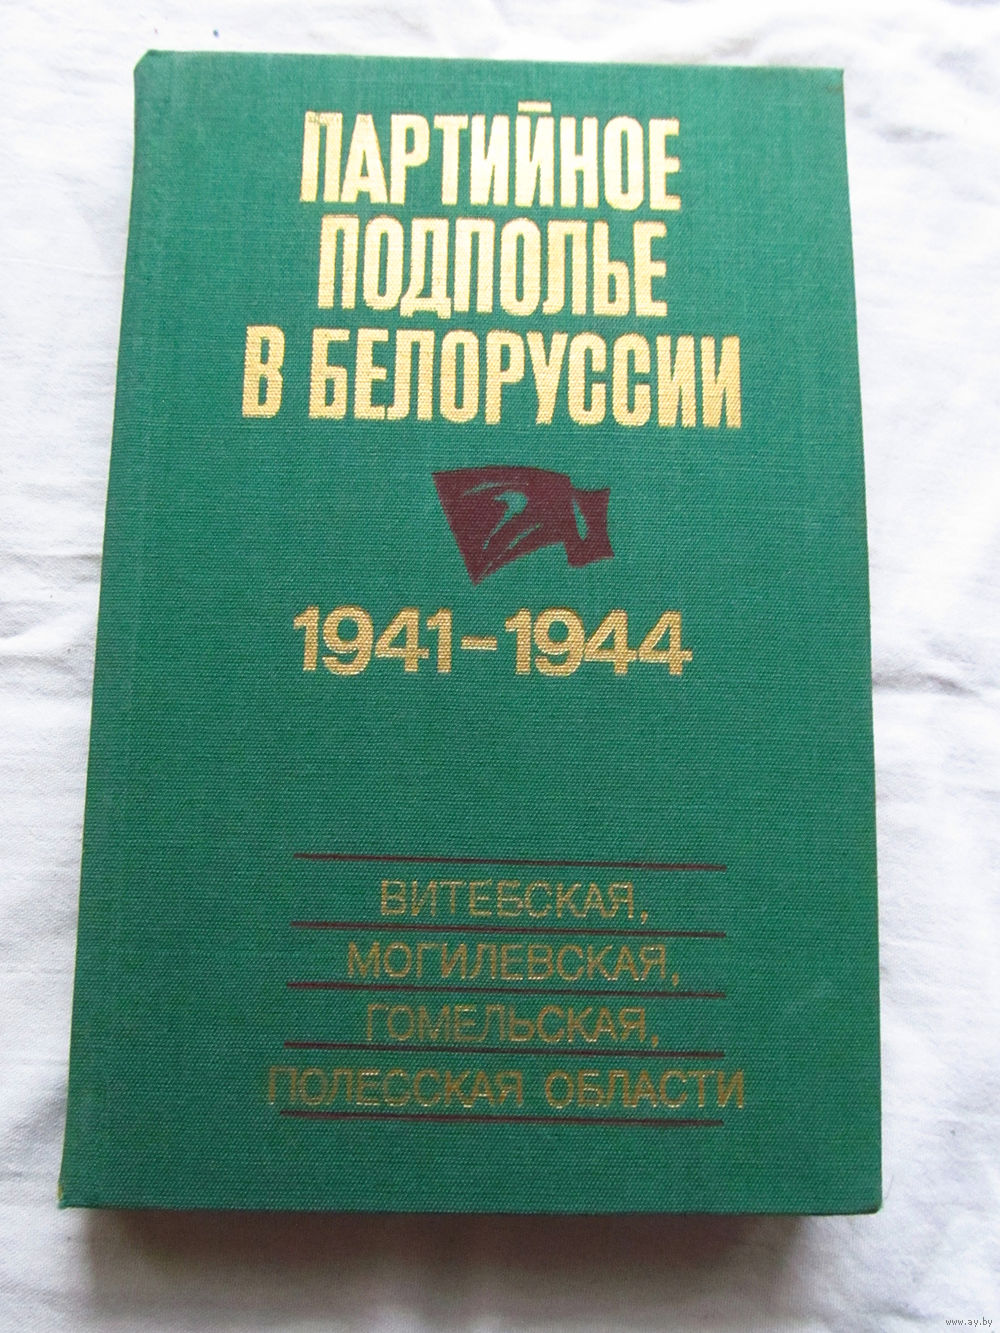 ПАРТИЙНОЕ
ПОДПОЛЬЕ
В БЕЛОРУССИИ
1941–1944
ВИТЕБСКАЯ,
МОГИЛЕВСКАЯ,
ГОМЕЛЬСКАЯ,
ПОЛЕССКАЯ ОБЛАСТИ
www.ay.by